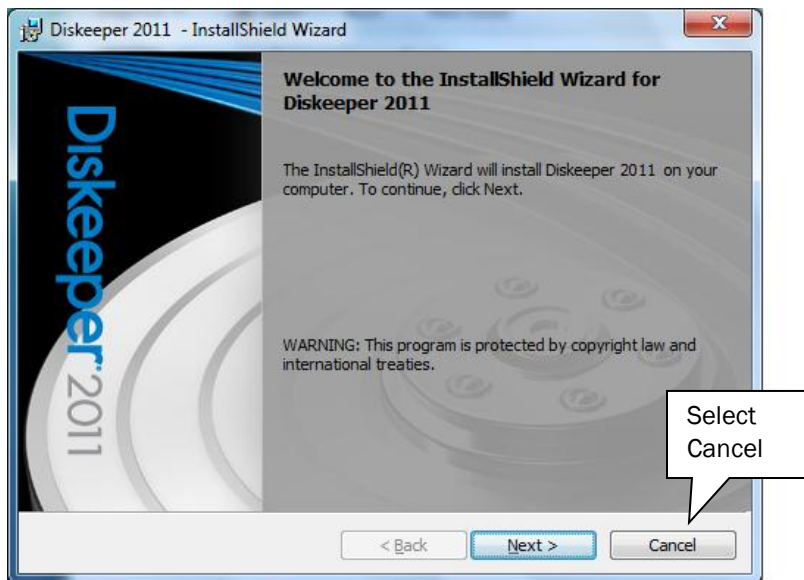 Diskeeper 2011 - InstallShield Wizard
X
Diskeeper 2011
Welcome to the InstallShield Wizard for
Diskeeper 2011
The InstallShield(R) Wizard will install Diskeeper 2011 on your
computer. To continue, click Next.
WARNING: This program is protected by copyright law and
international treaties.
Select
Cancel
< Back
Next >
Cancel